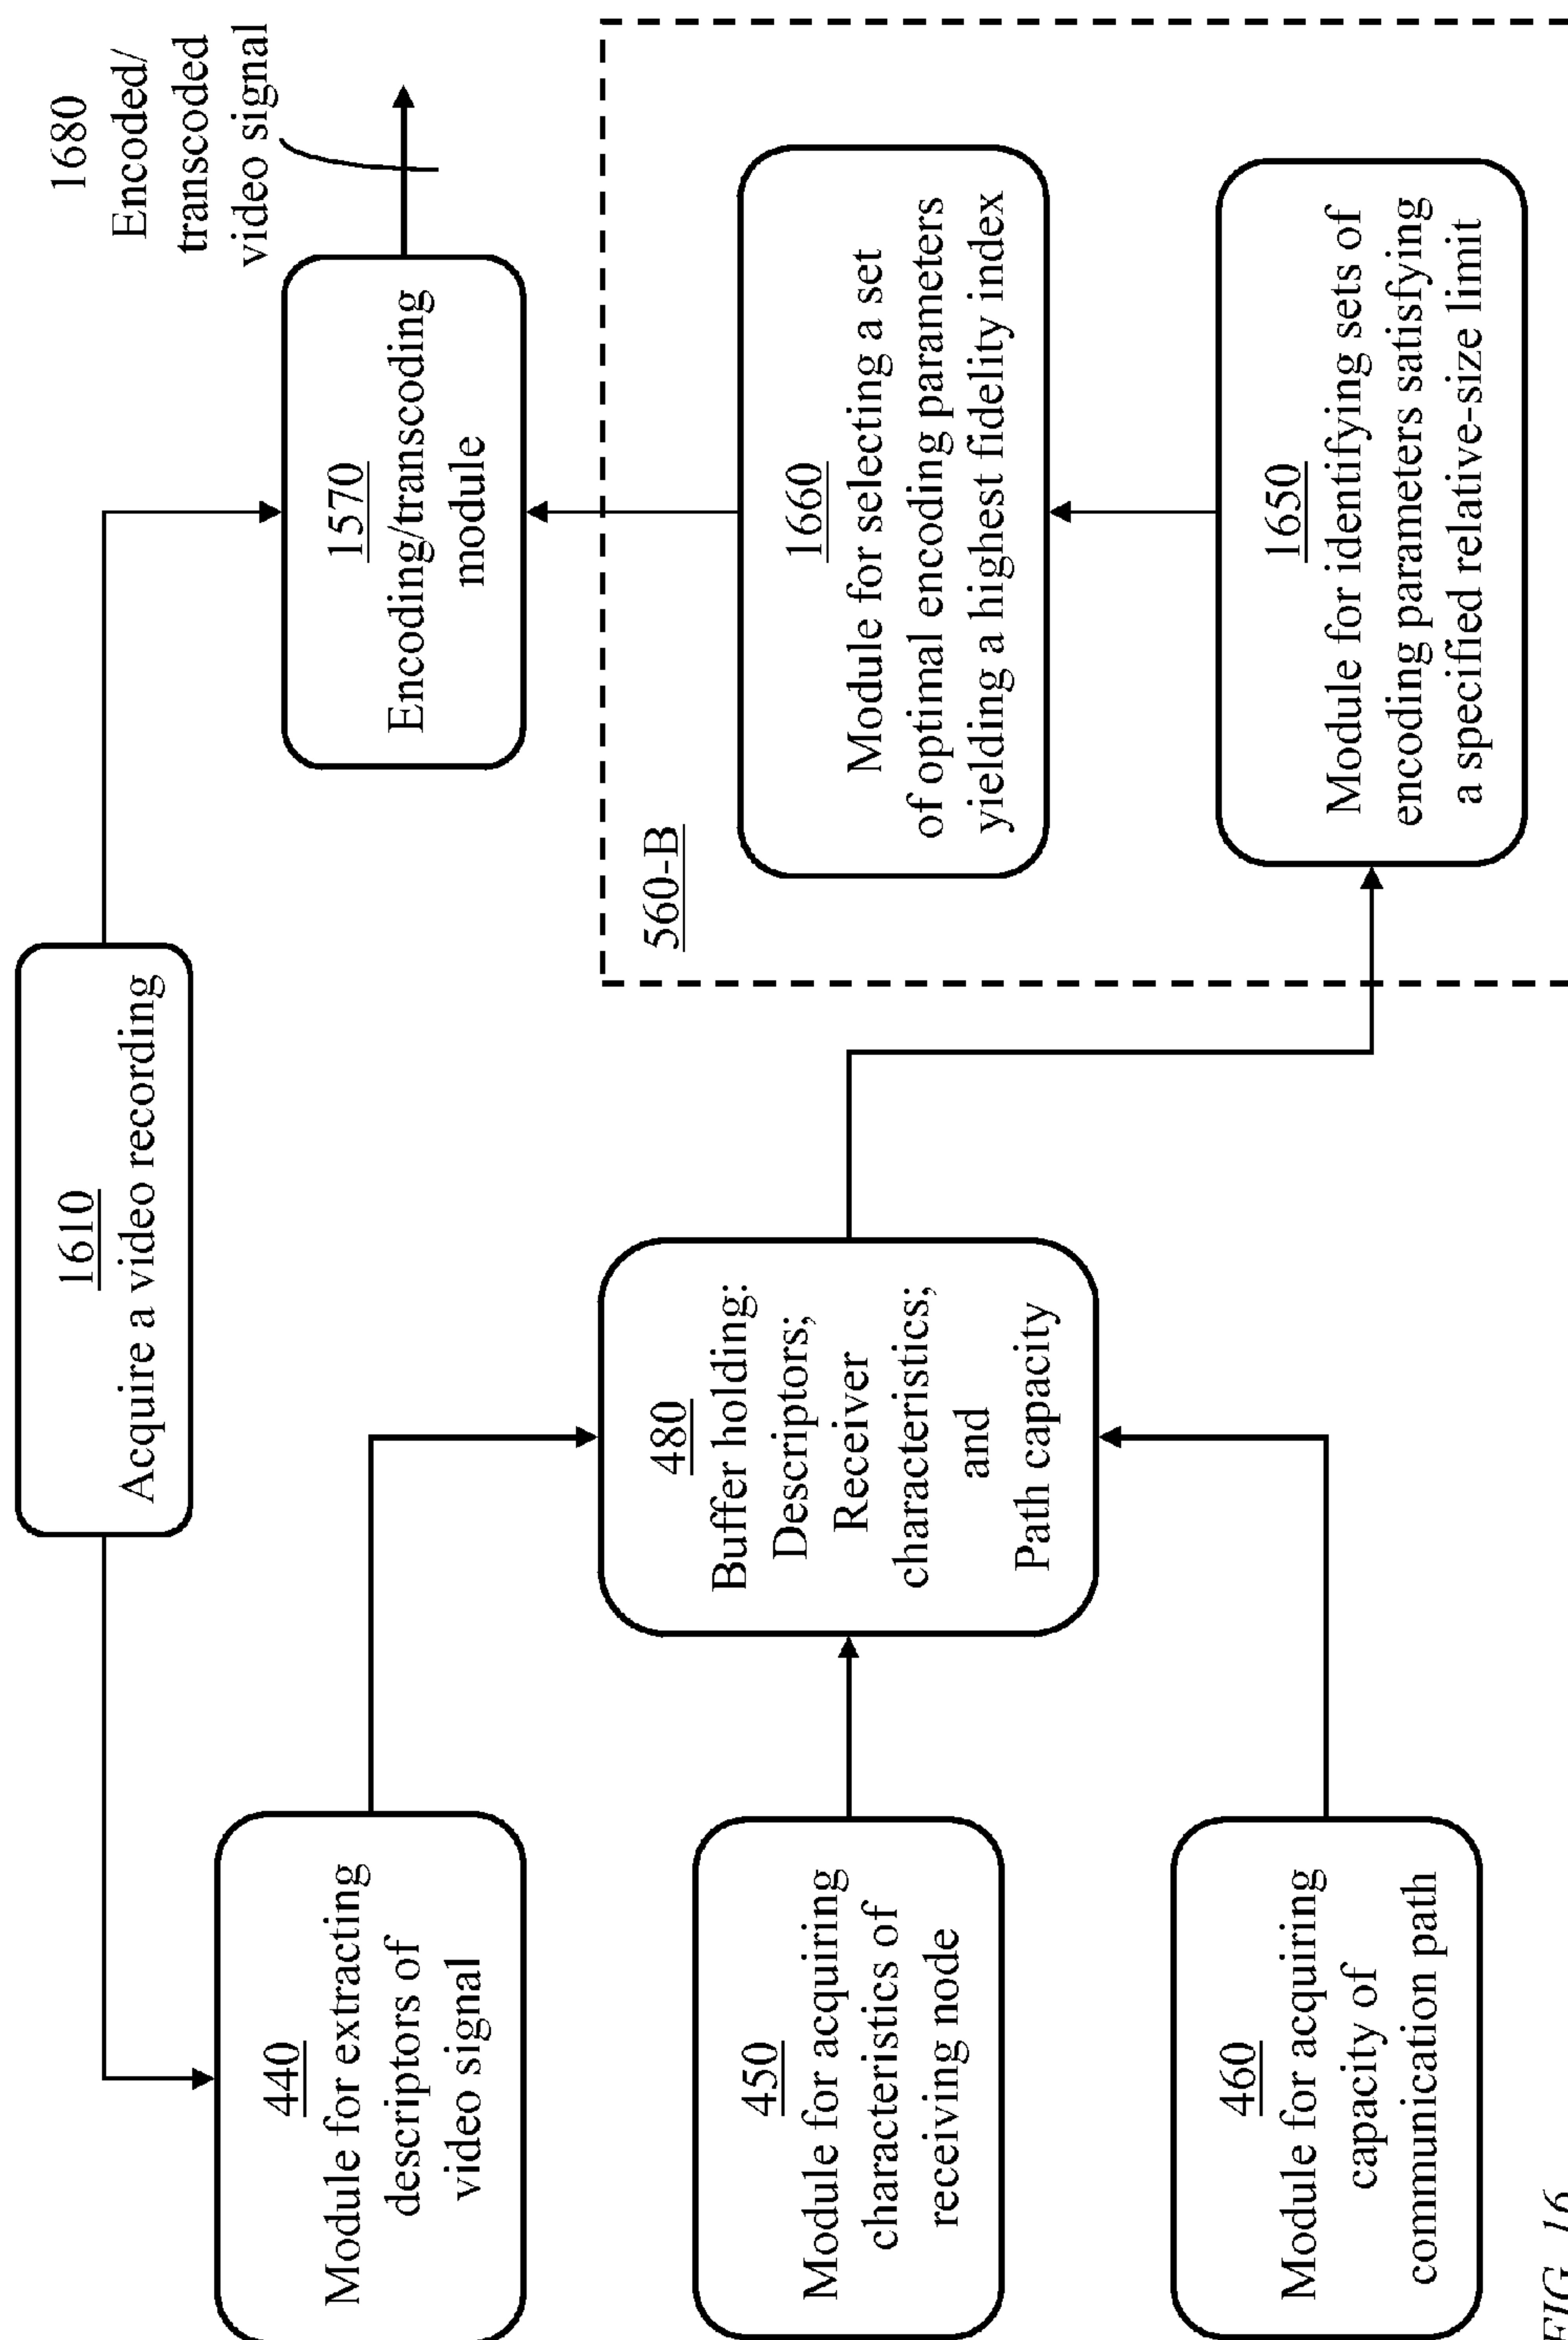 1610
Acquire a video recording
440
Module for extracting
descriptors of
video signal
450
Module for acquiring
characteristics of
receiving node
460
Module for acquiring
capacity of
communication path
480
Buffer holding:
Descriptors;
Receiver
characteristics;
and
Path capacity
1570
Encoding/transcoding
module
1680
Encoded/
transcoded
video signal
560-B
1660
Module for selecting a set
of optimal encoding parameters
yielding a highest fidelity index
1650
Module for identifying sets of
encoding parameters satisfying
a specified relative-size limit
FIG. 16